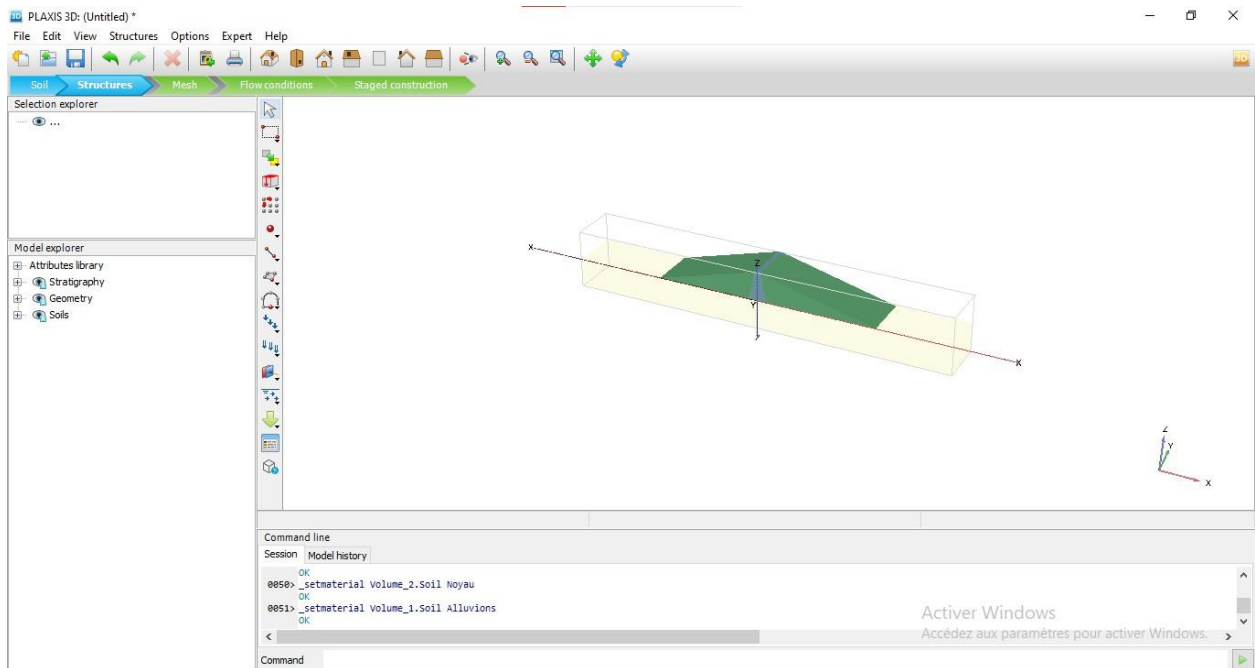 PLAXIS 3D: (Untitled) *
File Edit View Structures Options Expert Help
Soil Structures Mesh Flow conditions Staged construction
Selection explorer
...
Model explorer
Attributes library
Stratigraphy
Geometry
Soils
X
Z
Y
X
Z
Y
X
Command line
Session Model history
OK
0050> _setmaterial Volume_2.Soil Noyau
OK
0051> _setmaterial Volume_1.Soil Alluvions
OK
Activer Windows
Accédez aux paramètres pour activer Windows.
Command